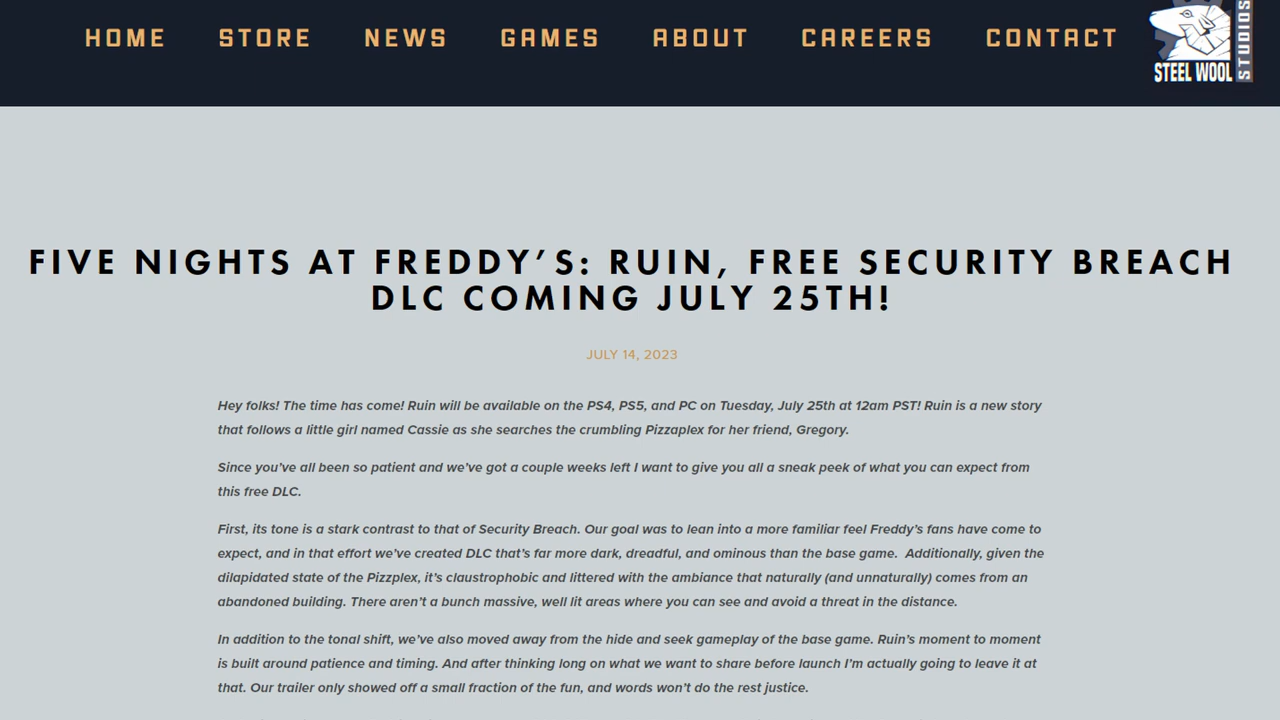 HOME STORE NEWS GAMES ABOUT CAREERS CONTACT
STEEL WOOL STUDIOS
FIVE NIGHTS AT FREDDY’S: RUIN, FREE SECURITY BREACH
DLC COMING JULY 25TH!
JULY 14, 2023
Hey folks! The time has come! Ruin will be available on the PS4, PS5, and PC on Tuesday, July 25th at 12am PST! Ruin is a new story
that follows a little girl named Cassie as she searches the crumbling Pizzaplex for her friend, Gregory.
Since you’ve all been so patient and we’ve got a couple weeks left I want to give you all a sneak peek of what you can expect from
this free DLC.
First, its tone is a stark contrast to that of Security Breach. Our goal was to lean into a more familiar feel Freddy’s fans have come to
expect, and in that effort we’ve created DLC that’s far more dark, dreadful, and ominous than the base game.  Additionally, given the
dilapidated state of the Pizzplex, it’s claustrophobic and littered with the ambiance that naturally (and unnaturally) comes from an
abandoned building. There aren’t a bunch massive, well lit areas where you can see and avoid a threat in the distance.
In addition to the tonal shift, we’ve also moved away from the hide and seek gameplay of the base game. Ruin’s moment to moment
is built around patience and timing. And after thinking long on what we want to share before launch I’m actually going to leave it at
that. Our trailer only showed off a small fraction of the fun, and words won’t do the rest justice.